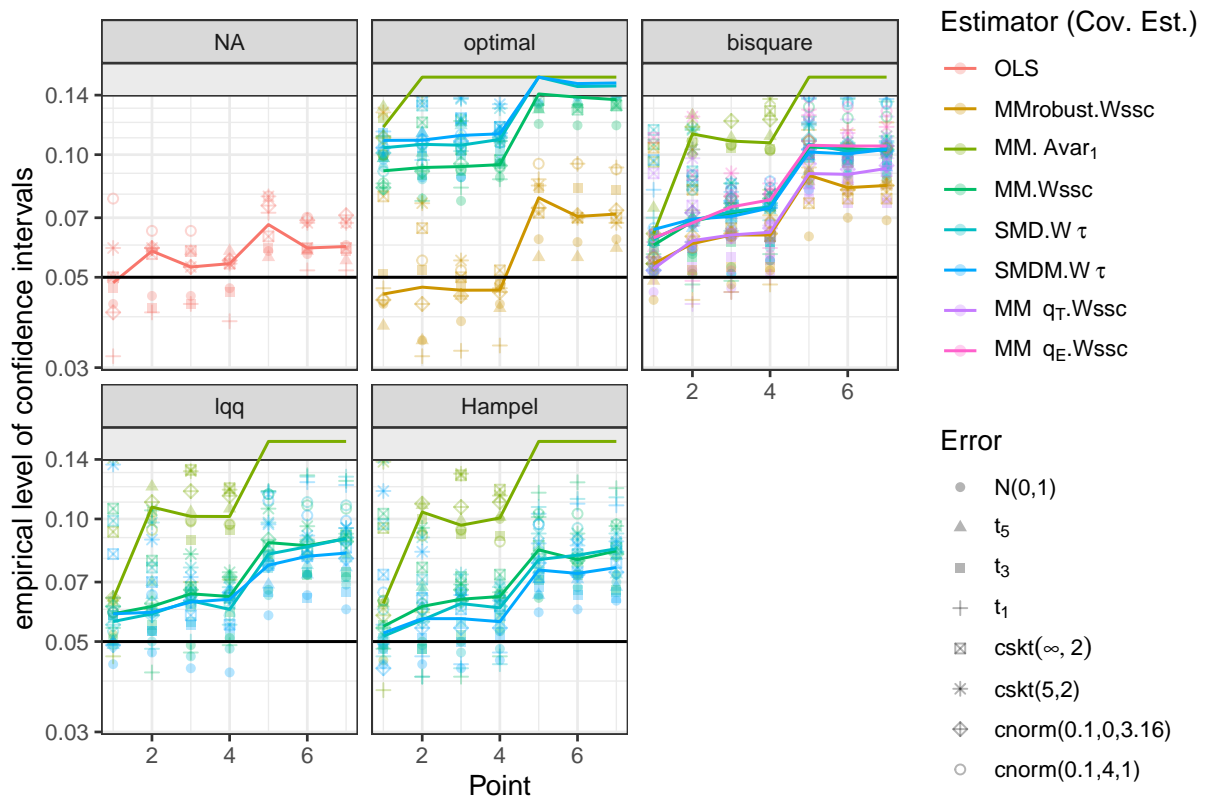 NA
optimal
bisquare
0.14
0.10
0.07
0.05
0.03
2
4
6
lqq
Hampel
0.14
0.10
0.07
0.05
0.03
2
4
6
2
4
6
Point
empirical level of confidence intervals
Estimator (Cov. Est.)
OLS
MMrobust.Wssc
MM. Avar₁
MM.Wssc
SMD.W τ
SMDM.W τ
MM q_T.Wssc
MM q_E.Wssc
Error
N(0,1)
t₅
t₃
t₁
cskt(∞, 2)
cskt(5,2)
cnorm(0.1,0,3.16)
cnorm(0.1,4,1)